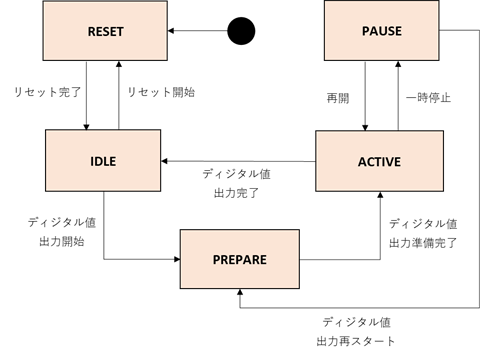 RESET
PAUSE
リセット完了
リセット開始
再開
一時停止
IDLE
ACTIVE
ディジタル値
出力完了
ディジタル値
出力開始
ディジタル値
出力準備完了
PREPARE
ディジタル値
出力再スタート